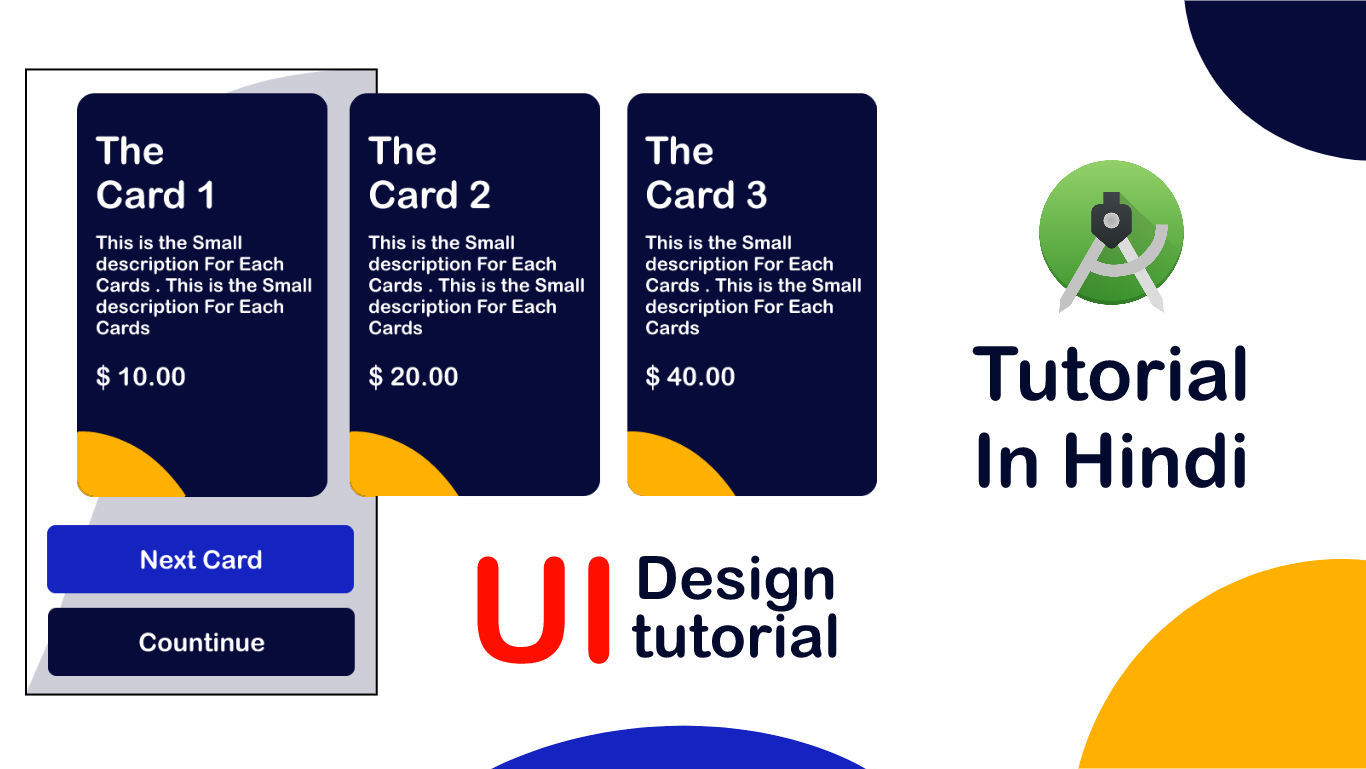 The
Card 1
This is the Small
description For Each
Cards . This is the Small
description For Each
Cards
$ 10.00
The
Card 2
This is the Small
description For Each
Cards . This is the Small
description For Each
Cards
$ 20.00
The
Card 3
This is the Small
description For Each
Cards . This is the Small
description For Each
Cards
$ 40.00
Next Card
Countinue
UI
Design
tutorial
Tutorial
In Hindi